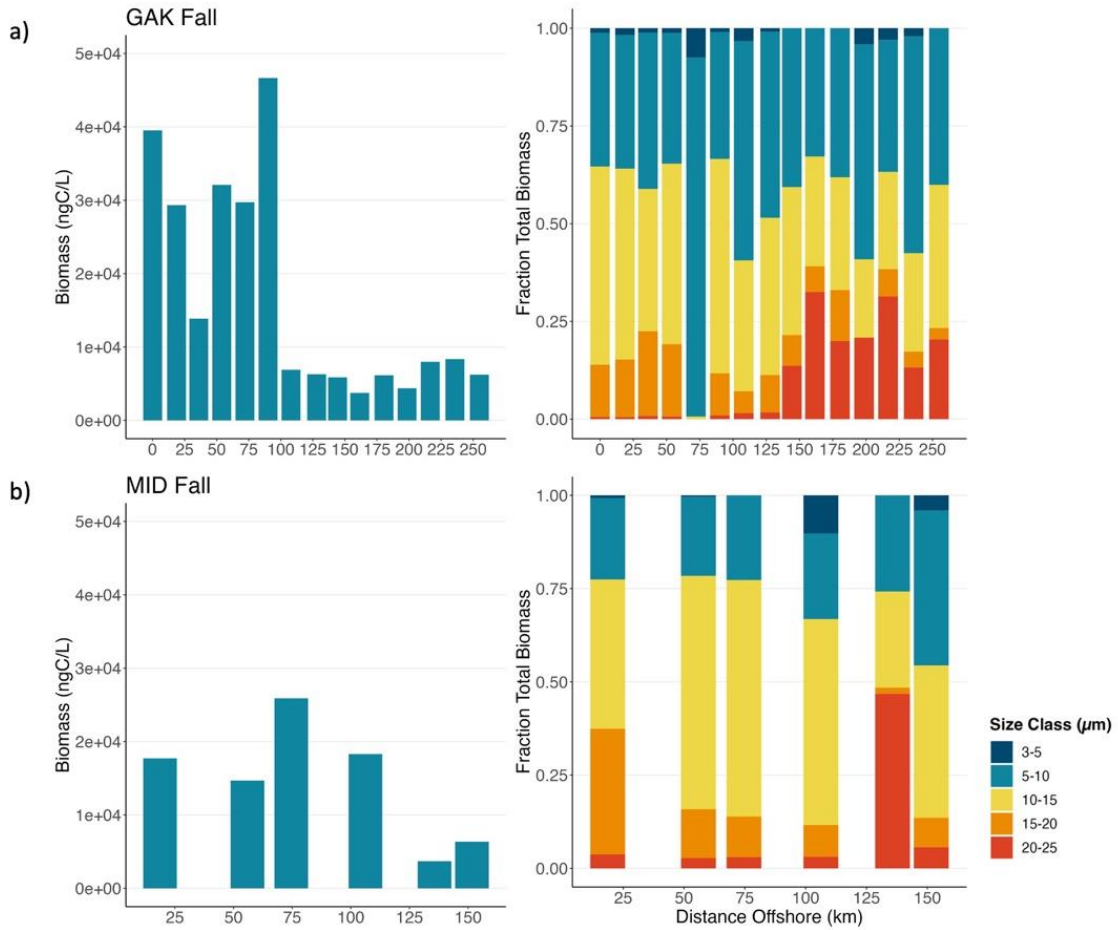 a)
GAK Fall
5e+04
4e+04
3e+04
2e+04
1e+04
0e+00
Biomass (ngC/L)
0 25 50 75 100 125 150 175 200 225 250
1.00
0.75
0.50
0.25
0.00
Fraction Total Biomass
0 25 50 75 100 125 150 175 200 225 250
b)
MID Fall
5e+04
4e+04
3e+04
2e+04
1e+04
0e+00
Biomass (ngC/L)
25 50 75 100 125 150
1.00
0.75
0.50
0.25
0.00
Fraction Total Biomass
25 50 75 100 125 150
Distance Offshore (km)
Size Class (µm)
3-5
5-10
10-15
15-20
20-25